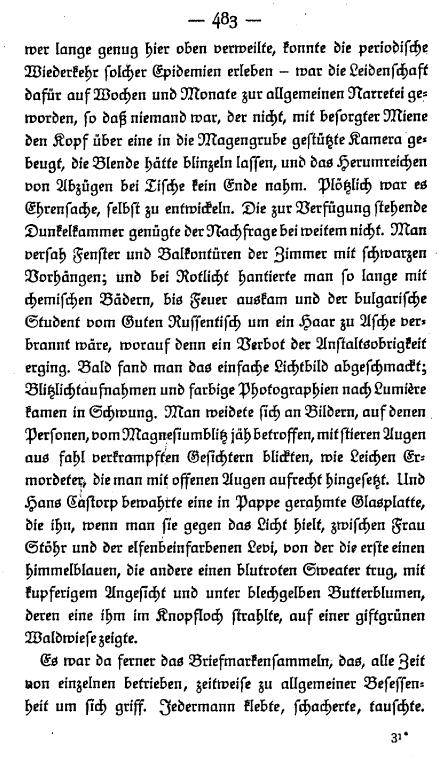 — 483 —
wer lange genug hier oben verweilte, konnte die periodische
Wiederkehr solcher Epidemien erleben – war die Leidenschaft
dafür auf Wochen und Monate zur allgemeinen Narretei ge-
worden, so daß niemand war, der nicht, mit besorgter Miene
den Kopf über eine in die Magengrube gestützte Kamera ge-
beugt, die Blende hätte blinzeln lassen, und das Herumreichen
von Abzügen bei Tische kein Ende nahm. Plötzlich war es
Ehrensache, selbst zu entwickeln. Die zur Verfügung stehende
Dunkelkammer genügte der Nachfrage bei weitem nicht. Man
versah Fenster und Balkontüren der Zimmer mit schwarzen
Vorhängen; und bei Rotlicht hantierte man so lange mit
chemischen Bädern, bis Feuer auskam und der bulgarische
Student vom Guten Russentisch um ein Haar zu Asche ver-
brannt wäre, worauf denn ein Verbot der Anstaltsobrigkeit
erging. Bald fand man das einfache Lichtbild abgeschmackt;
Blitzlichtaufnahmen und farbige Photographien nach Lumière
kamen in Schwung. Man weidete sich an Bildern, auf denen
Personen, vom Magnesiumblitz jäh betroffen, mit stieren Augen
aus fahl verkrampften Gesichtern blickten, wie Leichen Er-
mordeter, die man mit offenen Augen aufrecht hingesetzt. Und
Hans Castorp bewahrte eine in Pappe gerahmte Glasplatte,
die ihn, wenn man sie gegen das Licht hielt, zwischen Frau
Stöhr und der elfenbeinfarbenen Levi, von der die erste einen
himmelblauen, die andere einen blutroten Sweater trug, mit
kupferigem Angesicht und unter blechgelben Butterblumen,
deren eine ihm im Knopfloch strahlte, auf einer giftgrünen
Waldwiese zeigte.
Es war da ferner das Briefmarkensammeln, das, alle Zeit
von einzelnen betrieben, zeitweise zu allgemeiner Besessen-
heit um sich griff. Jedermann klebte, schacherte, tauschte.
31*